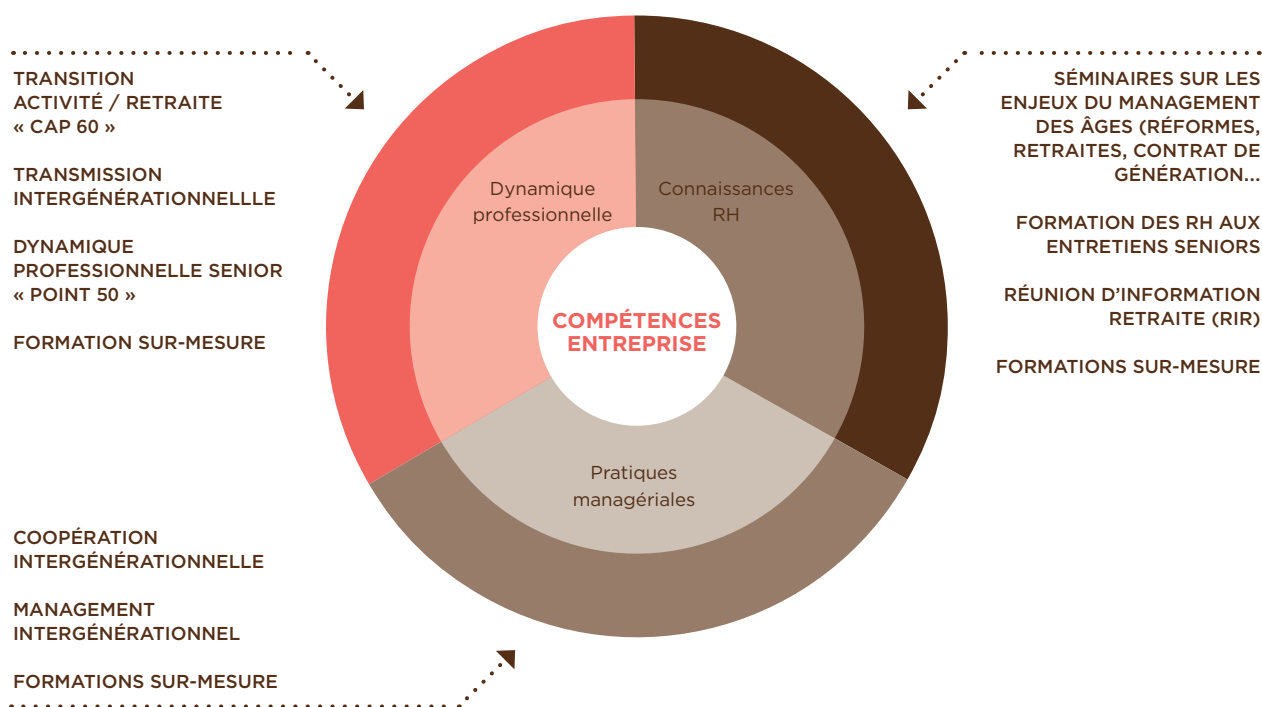 TRANSITION
ACTIVITÉ / RETRAITE
« CAP 60 »
TRANSMISSION
INTERGÉNÉRATIONNELLLE
DYNAMIQUE
PROFESSIONNELLE SENIOR
« POINT 50 »
FORMATION SUR-MESURE
COOPÉRATION
INTERGÉNÉRATIONNELLE
MANAGEMENT
INTERGÉNÉRATIONNEL
FORMATIONS SUR-MESURE
Dynamique
professionnelle
Connaissances
RH
COMPÉTENCES
ENTREPRISE
Pratiques
managériales
SÉMINAIRES SUR LES
ENJEUX DU MANAGEMENT
DES ÂGES (RÉFORMES,
RETRAITES, CONTRAT DE
GÉNÉRATION...
FORMATION DES RH AUX
ENTRETIENS SENIORS
RÉUNION D’INFORMATION
RETRAITE (RIR)
FORMATIONS SUR-MESURE